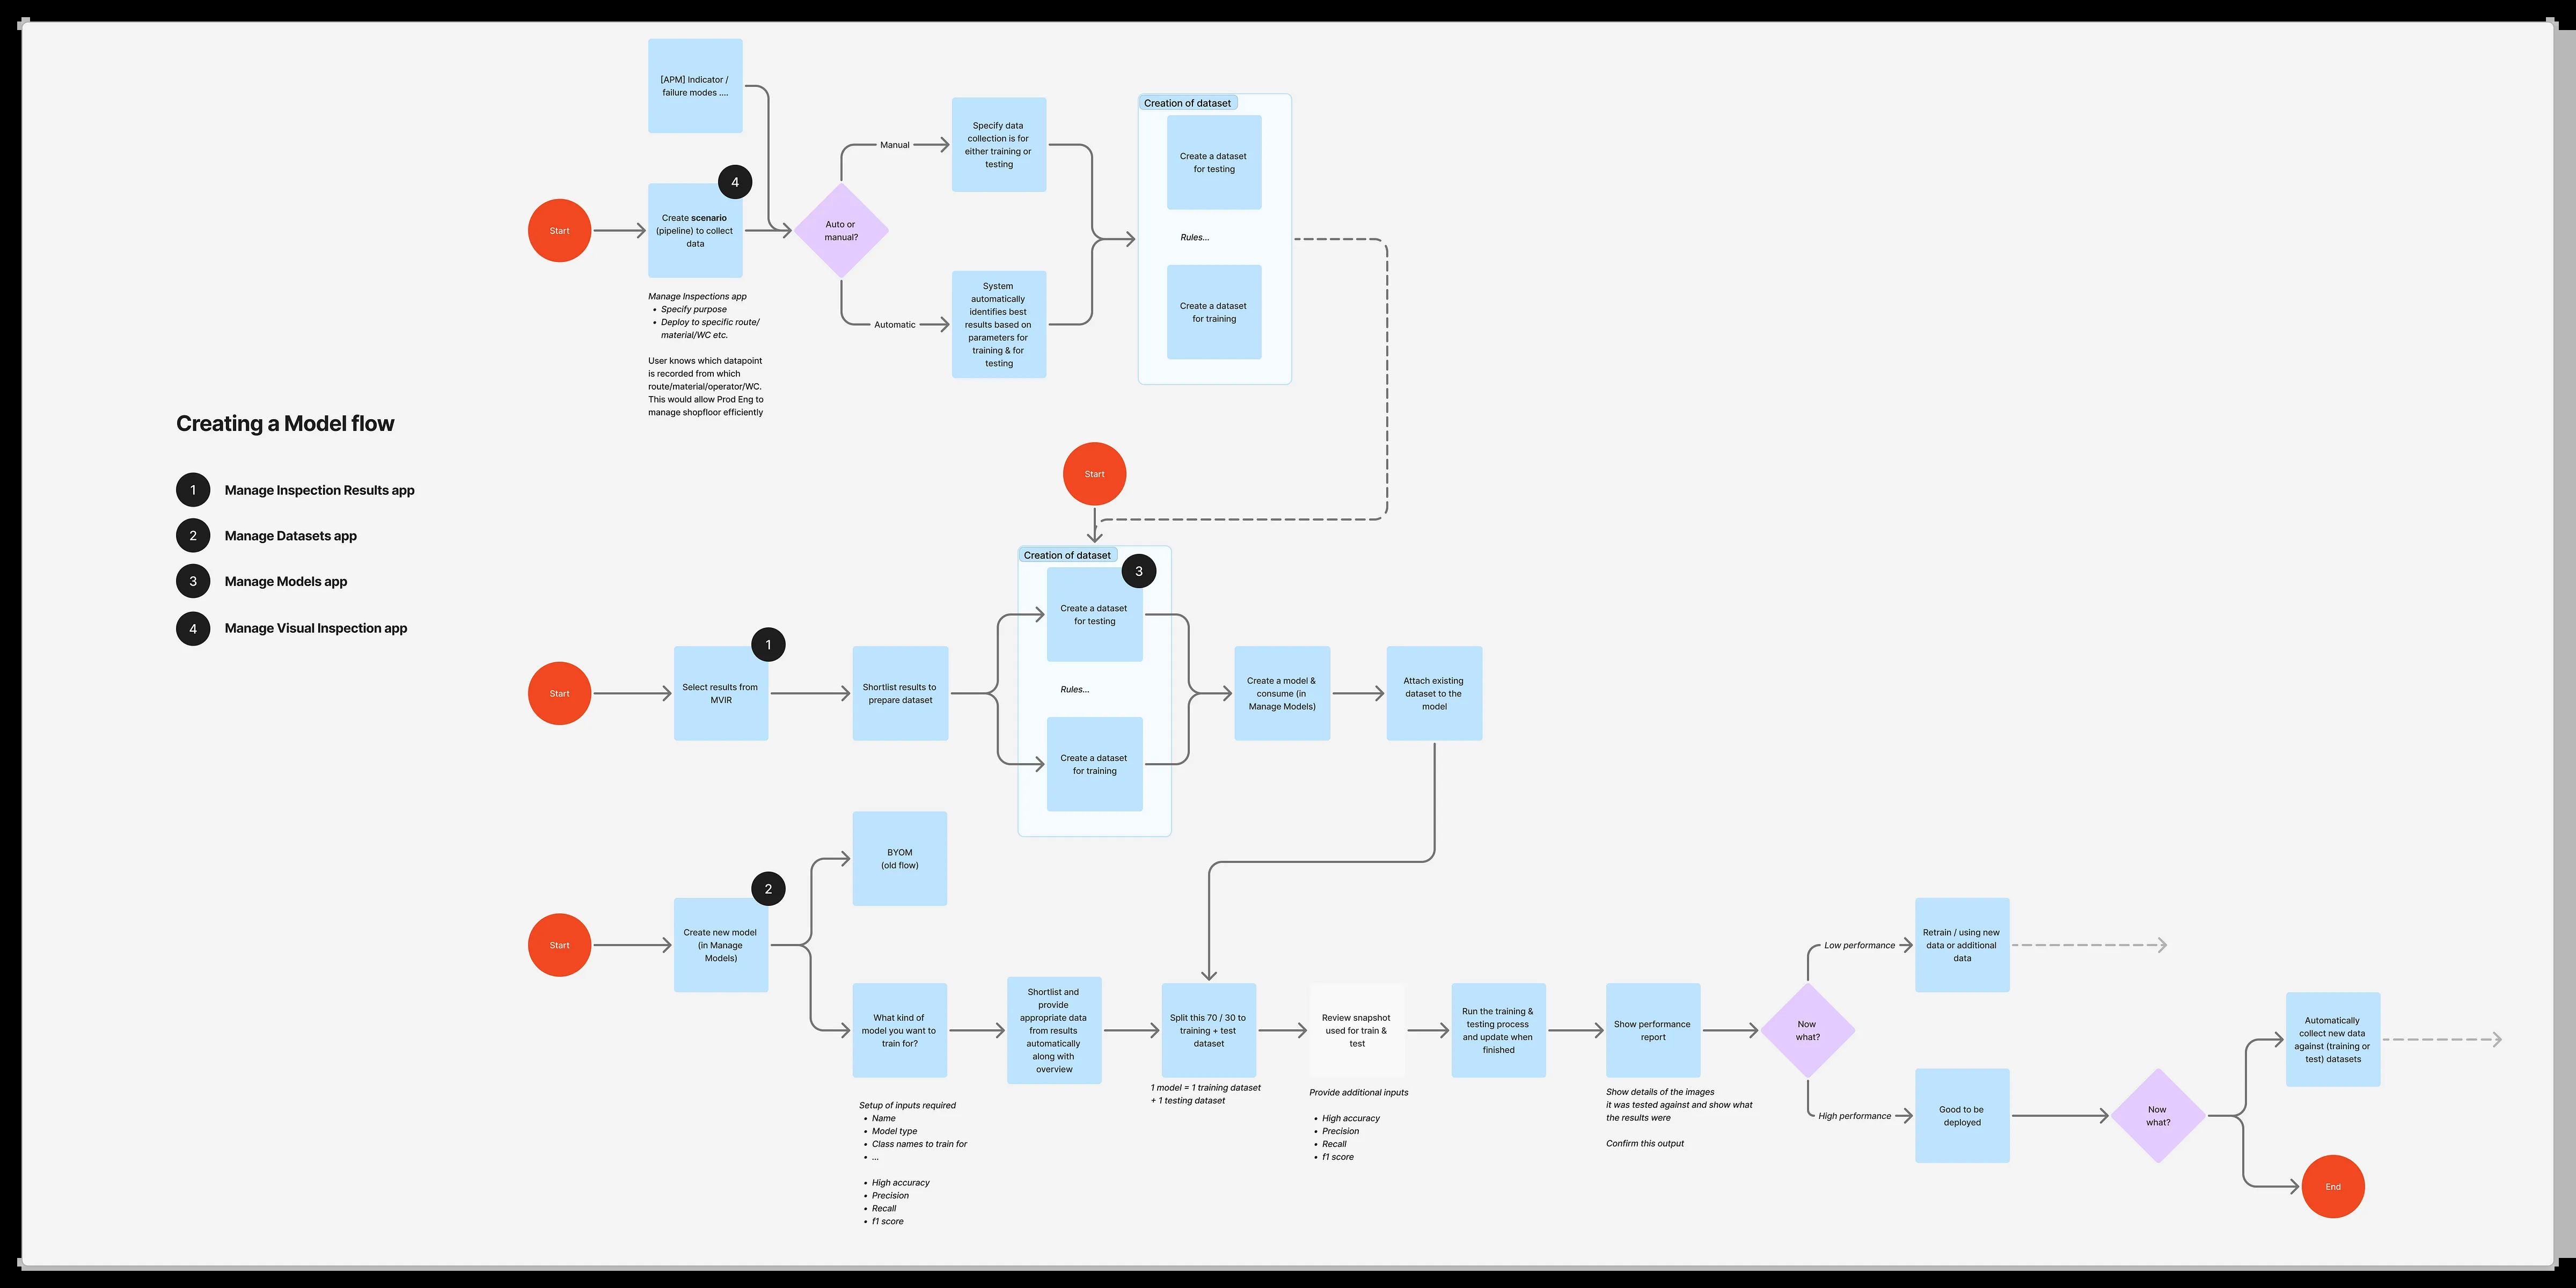 [APM] Indicator /
failure modes ....
Creation of dataset
Create a dataset
for testing
Rules...
Create a dataset
for training
Specify data
collection is for
either training or
testing
Manual
4
Start
Create scenario
(pipeline) to collect
data
Auto or
manual?
Automatic
System
automatically
identifies best
results based on
parameters for
training & for
testing
Manage Inspections app
• Specify purpose
• Deploy to specific route/
material/WC etc.
User knows which datapoint
is recorded from which
route/material/operator/WC.
This would allow Prod Eng to
manage shopfloor efficiently
Creating a Model flow
1 Manage Inspection Results app
2 Manage Datasets app
3 Manage Models app
4 Manage Visual Inspection app
Start
Creation of dataset
3
Create a dataset
for testing
Rules...
Create a dataset
for training
Start
1
Select results from
MVIR
Shortlist results to
prepare dataset
Create a model &
consume (in
Manage Models)
Attach existing
dataset to the
model
BYOM
(old flow)
2
Start
Create new model
(in Manage
Models)
What kind of
model you want to
train for?
Setup of inputs required
• Name
• Model type
• Class names to train for
• ...
• High accuracy
• Precision
• Recall
• f1 score
Shortlist and
provide
appropriate data
from results
automatically
along with
overview
Split this 70 / 30 to
training + test
dataset
1 model = 1 training dataset
+ 1 testing dataset
Review snapshot
used for train &
test
Provide additional inputs
• High accuracy
• Precision
• Recall
• f1 score
Run the training &
testing process
and update when
finished
Show performance
report
Show details of the images
it was tested against and show what
the results were
Confirm this output
Now
what?
Low performance
Retrain / using new
data or additional
data
High performance
Good to be
deployed
Now
what?
Automatically
collect new data
against (training or
test) datasets
End